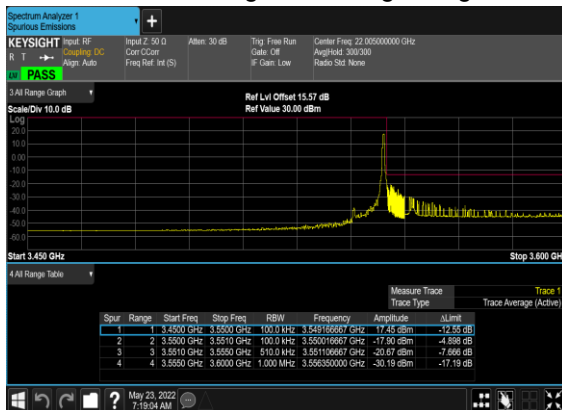 Spectrum Analyzer 1
Spurious Emissions
KEYSIGHT Input: RF
Coupling: DC
Align: Auto
Input Z: 50 Ω
Corr CCorr
Freq Ref: Int (S)
Atten: 30 dB
Trig: Free Run
Gate: Off
IF Gain: Low
Center Freq: 22.005000000 GHz
Avg|Hold: 300/300
Radio Std: None
R T
PASS
3 All Range Graph
Ref Lvl Offset 15.57 dB
Scale/Div 10.0 dB
Ref Value 30.00 dBm
Log
20.0
10.0
0.00
-10.0
-20.0
-30.0
-40.0
-50.0
-60.0
Start 3.450 GHz
Stop 3.600 GH
4 All Range Table
Measure Trace Trace 1
Trace Type Trace Average (Active)
Spur Range Start Freq Stop Freq RBW Frequency Amplitude ΔLimit
1 1 3.4500 GHz 3.5500 GHz 100.0 kHz 3.549166667 GHz 17.45 dBm -12.55 dB
2 2 3.5500 GHz 3.5510 GHz 100.0 kHz 3.550016667 GHz -17.90 dBm -4.898 dB
3 3 3.5510 GHz 3.5550 GHz 510.0 kHz 3.551106667 GHz -20.67 dBm -7.666 dB
4 4 3.5550 GHz 3.6000 GHz 1.000 MHz 3.556350000 GHz -30.19 dBm -17.19 dB
May 23, 2022
7:19:04 AM